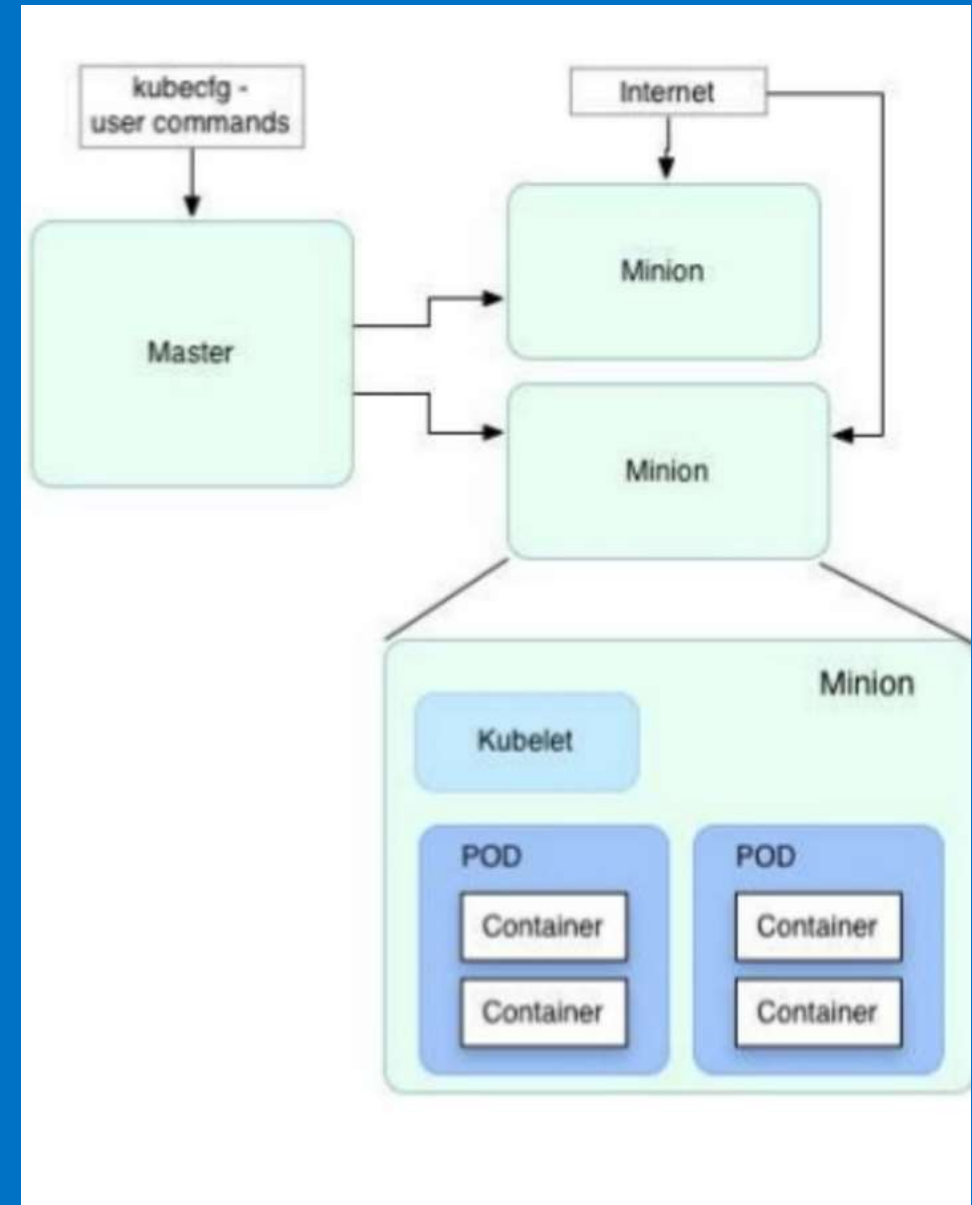 kubecfg -
user commands
Internet
Master
Minion
Minion
Minion
Kubelet
POD
Container
Container
POD
Container
Container